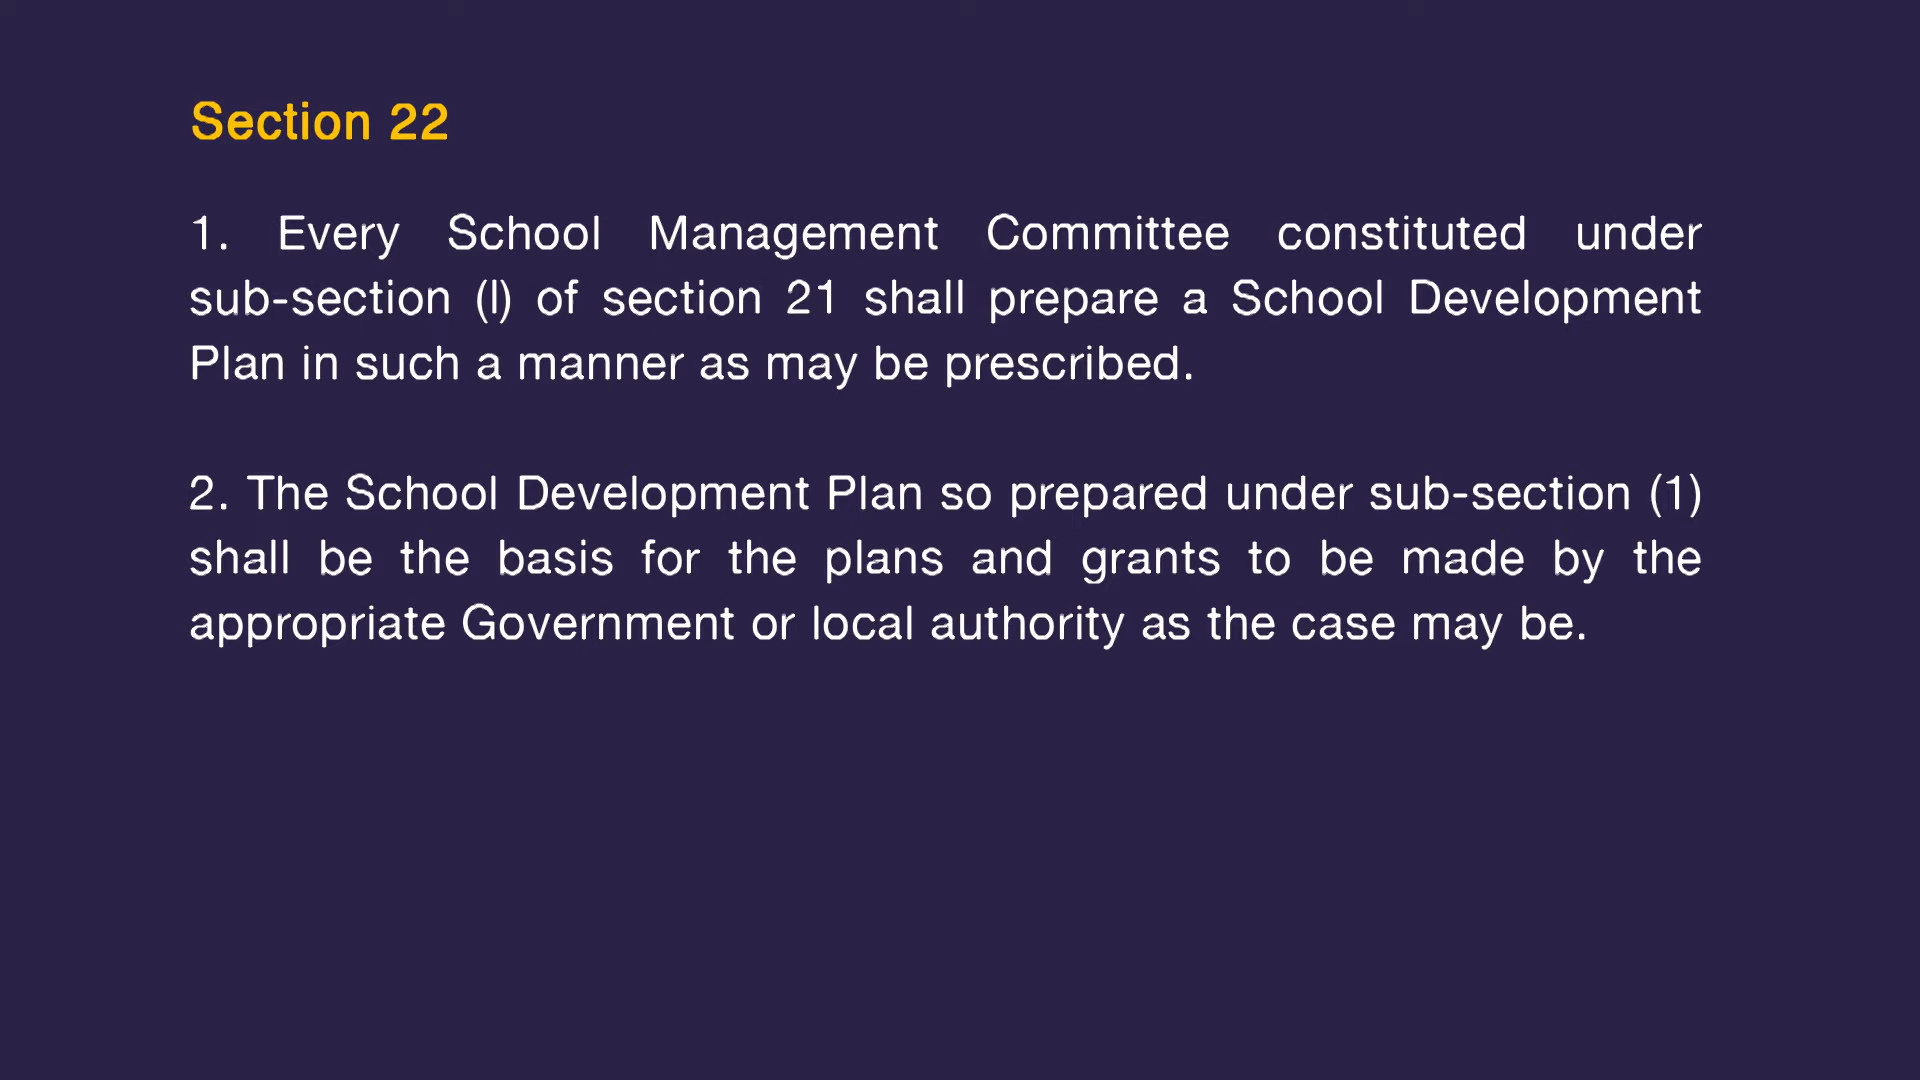 Section 22
1. Every School Management Committee constituted under
sub-section (l) of section 21 shall prepare a School Development
Plan in such a manner as may be prescribed.
2. The School Development Plan so prepared under sub-section (1)
shall be the basis for the plans and grants to be made by the
appropriate Government or local authority as the case may be.